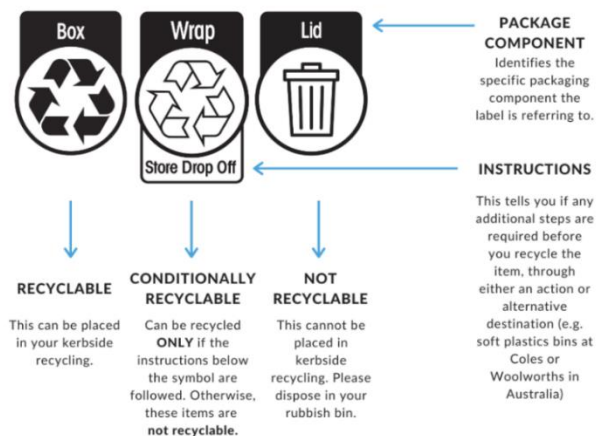 Box
Wrap
Lid
Store Drop Off
PACKAGE
COMPONENT
Identifies the
specific packaging
component the
label is referring to.
INSTRUCTIONS
This tells you if any
additional steps are
required before
you recycle the
item, through
either an action or
alternative
destination (e.g.
soft plastics bins at
Coles or
Woolworths in
Australia)
RECYCLABLE
This can be placed
in your kerbside
recycling.
CONDITIONALLY
RECYCLABLE
Can be recycled
ONLY if the
instructions below
the symbol are
followed. Otherwise,
these items are
not recyclable.
NOT
RECYCLABLE
This cannot be
placed in
kerbside
recycling. Please
dispose in your
rubbish bin.